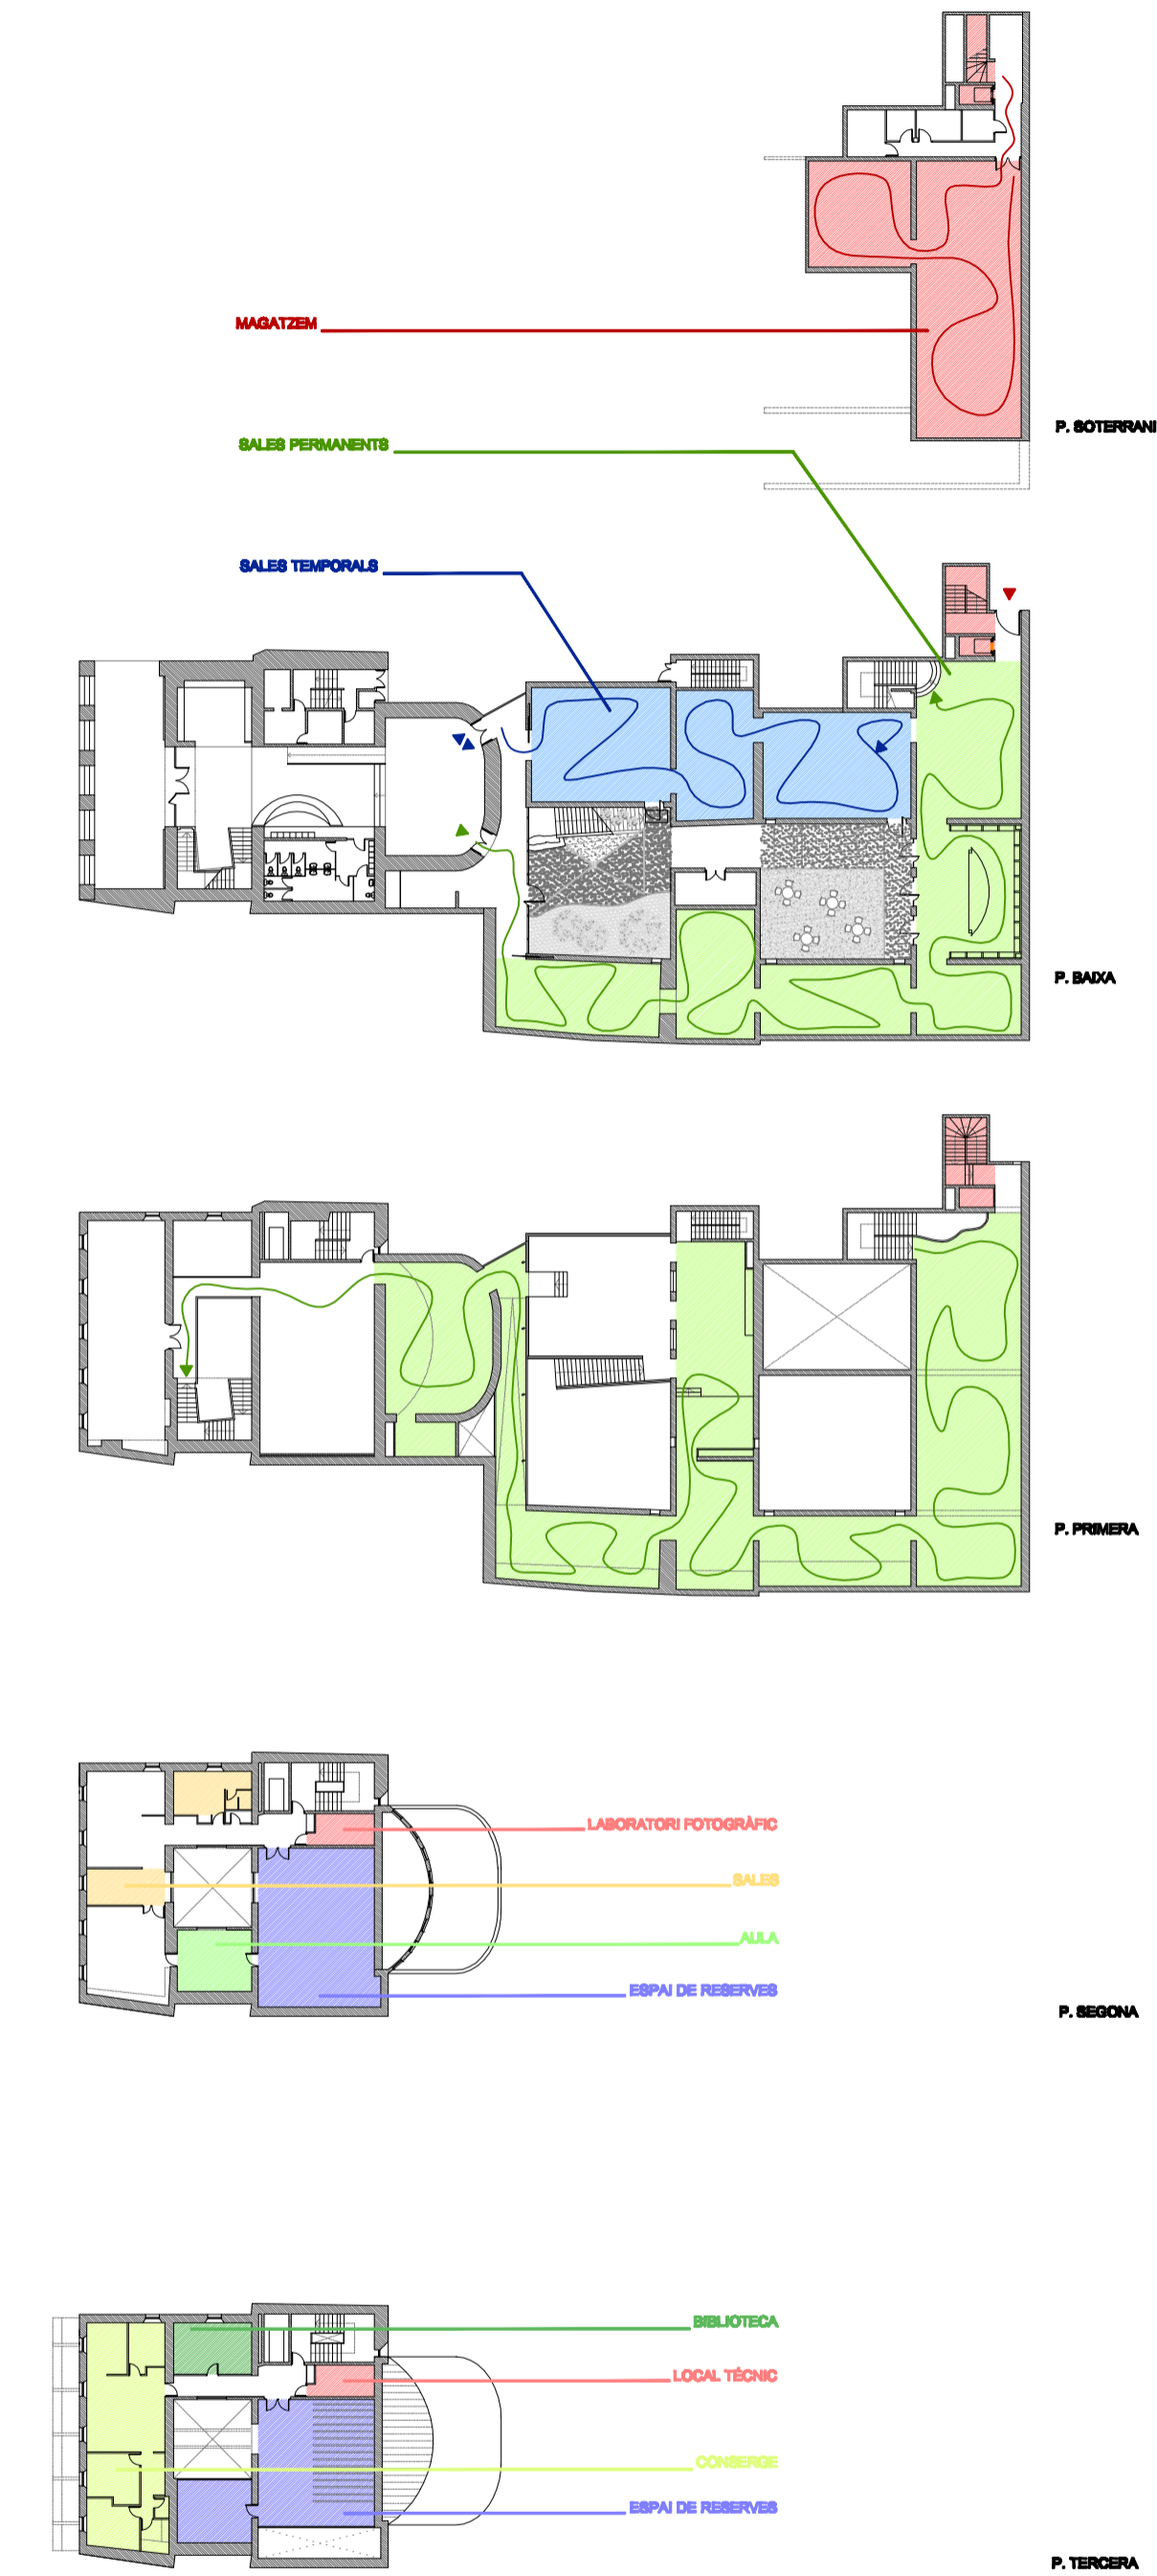 MAGATZEM
P. SOTERRANI
SALES PERMANENTS
SALES TEMPORALS
P. BAIXA
P. PRIMERA
LABORATORI FOTOGRÀFIC
SALES
AULA
ESPAI DE RESERVES
P. SEGONA
BIBLIOTECA
LOCAL TÉCNIC
CONSERGE
ESPAI DE RESERVES
P. TERCERA